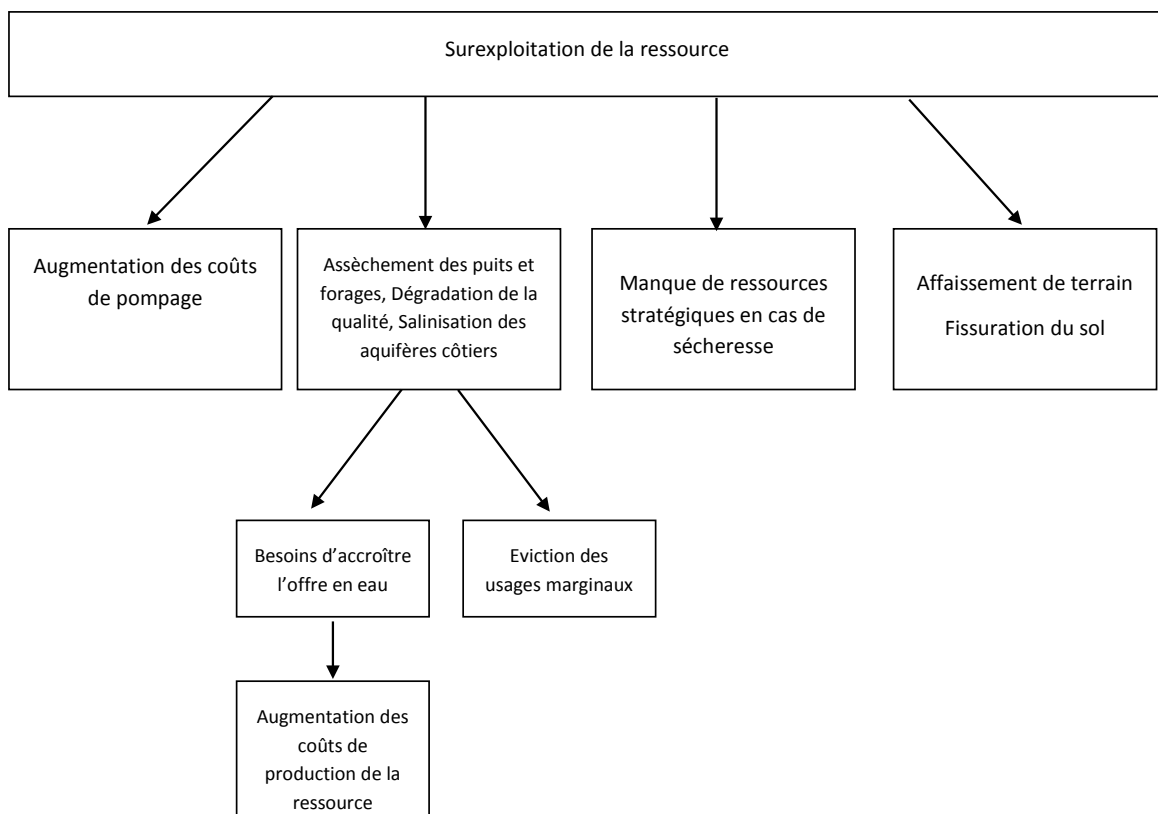 Surexploitation de la ressource
Augmentation des coûts
de pompage
Assèchement des puits et
forages, Dégradation de la
qualité, Salinisation des
aquifères côtiers
Manque de ressources
stratégiques en cas de
sécheresse
Affaissement de terrain
Fissuration du sol
Besoins d’accroître
l’offre en eau
Eviction des
usages marginaux
Augmentation des
coûts de
production de la
ressource